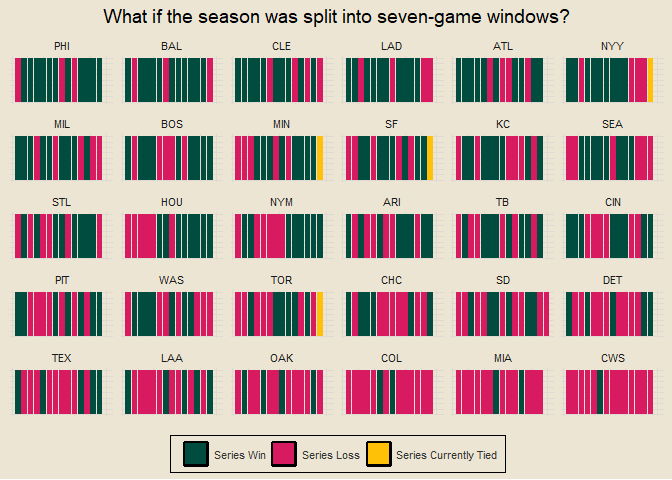 What if the season was split into seven-game windows?
PHI BAL CLE LAD ATL NYY
MIL BOS MIN SF KC SEA
STL HOU NYM ARI TB CIN
PIT WAS TOR CHC SD DET
TEX LAA OAK COL MIA CWS
Series Win Series Loss Series Currently Tied